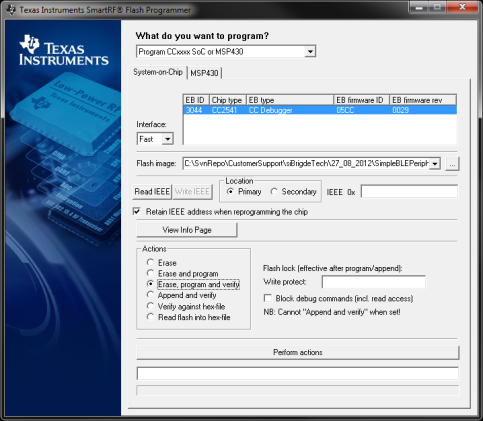 Texas Instruments SmartRF® Flash Programmer
TEXAS
INSTRUMENTS
Low-Power RF
What do you want to program?
Program CCxxxx SoC or MSP430
System-on-Chip MSP430
EB ID Chip type EB type EB firmware ID EB firmware rev
3044 CC2541 CC Debugger 05CC 0029
Interface:
Fast
Flash image: C:\SvnRepo\CustomerSupport\siBrigdeTech\27_08_2012\SimpleBLEPeriph ...
Read IEEE Write IEEE Location Primary Secondary IEEE 0x
Retain IEEE address when reprogramming the chip
View Info Page
Actions
Erase
Erase and program
Erase, program and verify
Append and verify
Verify against hex-file
Read flash into hex-file
Flash lock (effective after program/append):
Write protect:
Block debug commands (incl. read access)
NB: Cannot "Append and verify" when set!
Perform actions